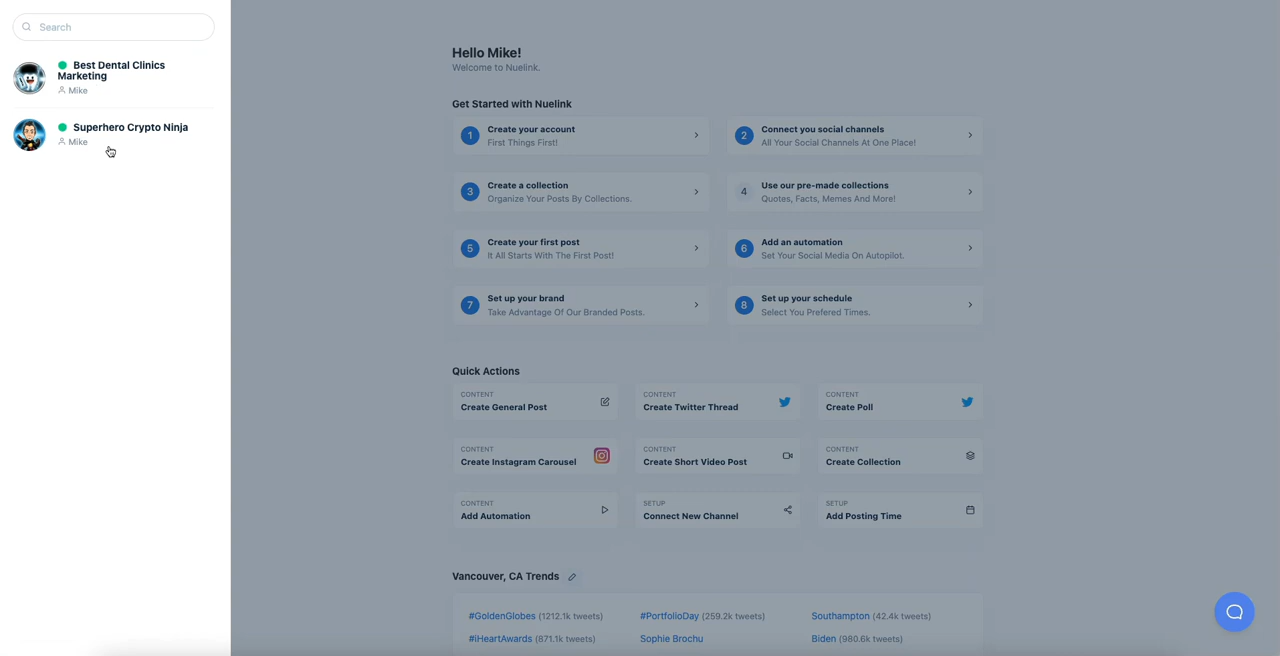 Search
Best Dental Clinics
Marketing
Mike
Superhero Crypto Ninja
Mike
Hello Mike!
Welcome to Nuelink.
Get Started with Nuelink
1 Create your account
First Things First!
2 Connect you social channels
All Your Social Channels At One Place!
3 Create a collection
Organize Your Posts By Collections.
4 Use our pre-made collections
Quotes, Facts, Memes And More!
5 Create your first post
It All Starts With The First Post!
6 Add an automation
Set Your Social Media On Autopilot.
7 Set up your brand
Take Advantage Of Our Branded Posts.
8 Set up your schedule
Select You Prefered Times.
Quick Actions
CONTENT
Create General Post
CONTENT
Create Twitter Thread
CONTENT
Create Poll
CONTENT
Create Instagram Carousel
CONTENT
Create Short Video Post
CONTENT
Create Collection
CONTENT
Add Automation
SETUP
Connect New Channel
SETUP
Add Posting Time
Vancouver, CA Trends
#GoldenGlobes (1212.1k tweets)
#PortfolioDay (259.2k tweets)
Southampton (42.4k tweets)
#iHeartAwards (871.1k tweets)
Sophie Brochu
Biden (980.6k tweets)